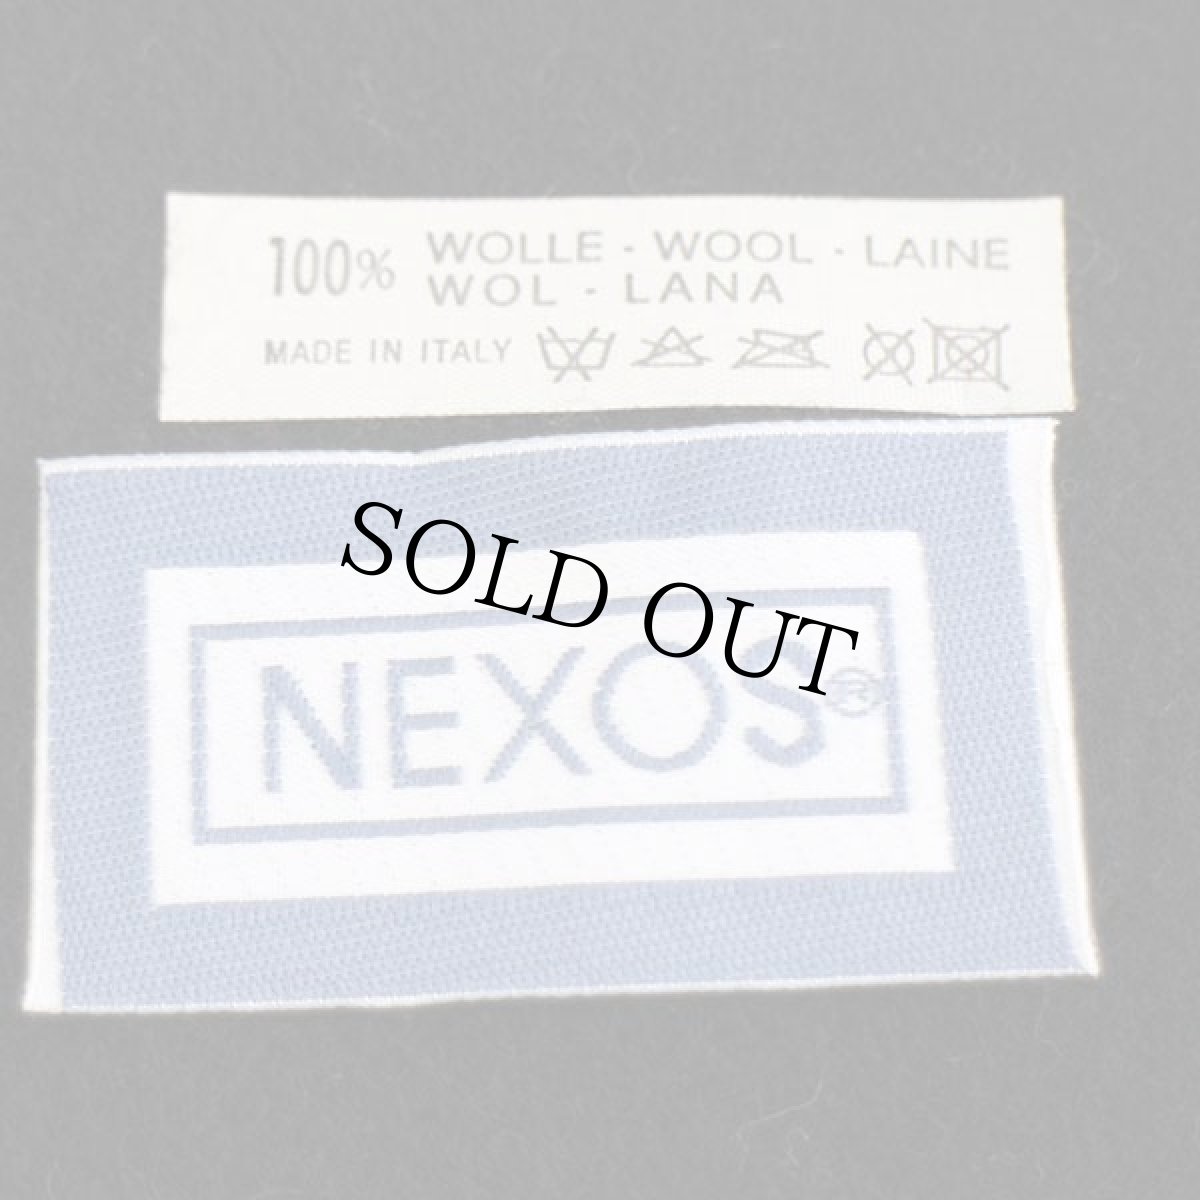 100% WOLLE - WOOL - LAINE
WOL - LANA
MADE IN ITALY
SOLD OUT
NEXOS®